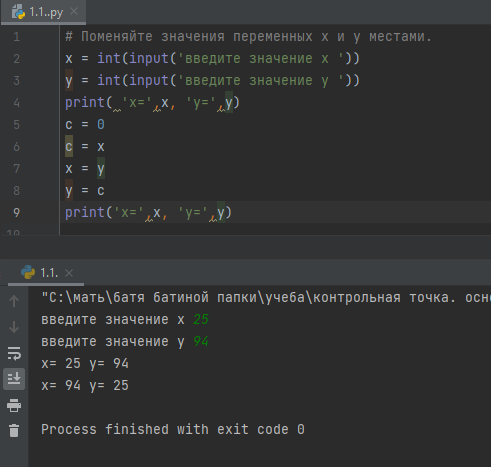 1.1..py
1 # Поменяйте значения переменных x и y местами.
2 x = int(input('введите значение x '))
3 y = int(input('введите значение y '))
4 print( 'x=',x, 'y=',y)
5 c = 0
6 c = x
7 x = y
8 y = c
9 print('x=',x, 'y=',y)
10
1.1.
"C:\мать\батя батиной папки\учеба\контрольная точка. осн
введите значение x 25
введите значение y 94
x= 25 y= 94
x= 94 y= 25
Process finished with exit code 0